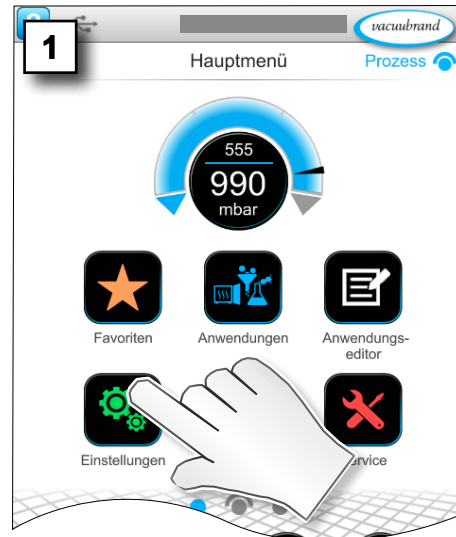 1
vacuubrand
Hauptmenü
Prozess
555
990
mbar
Favoriten
Anwendungen
Anwendungs-
editor
Einstellungen
ervice